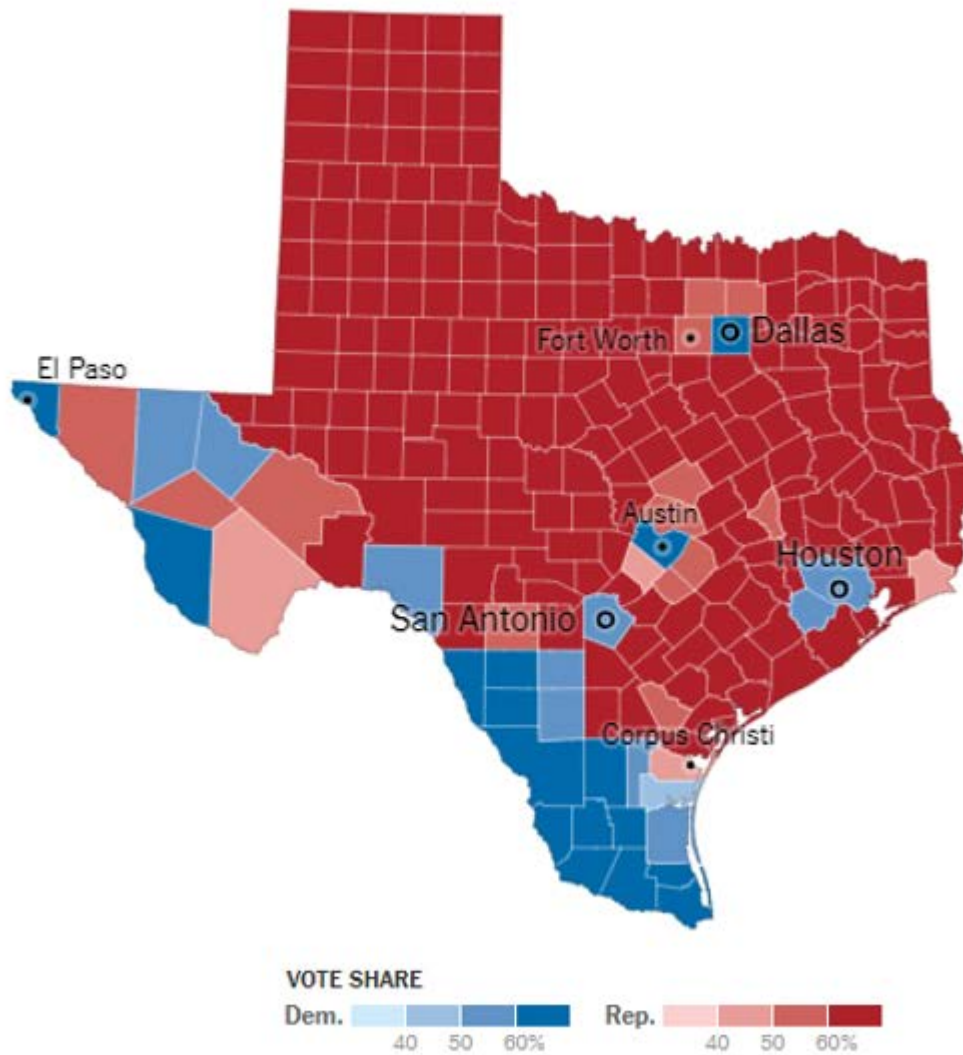 El Paso
Fort Worth
Dallas
Austin
Houston
San Antonio
Corpus Christi
VOTE SHARE
Dem.
40 50 60%
Rep.
40 50 60%